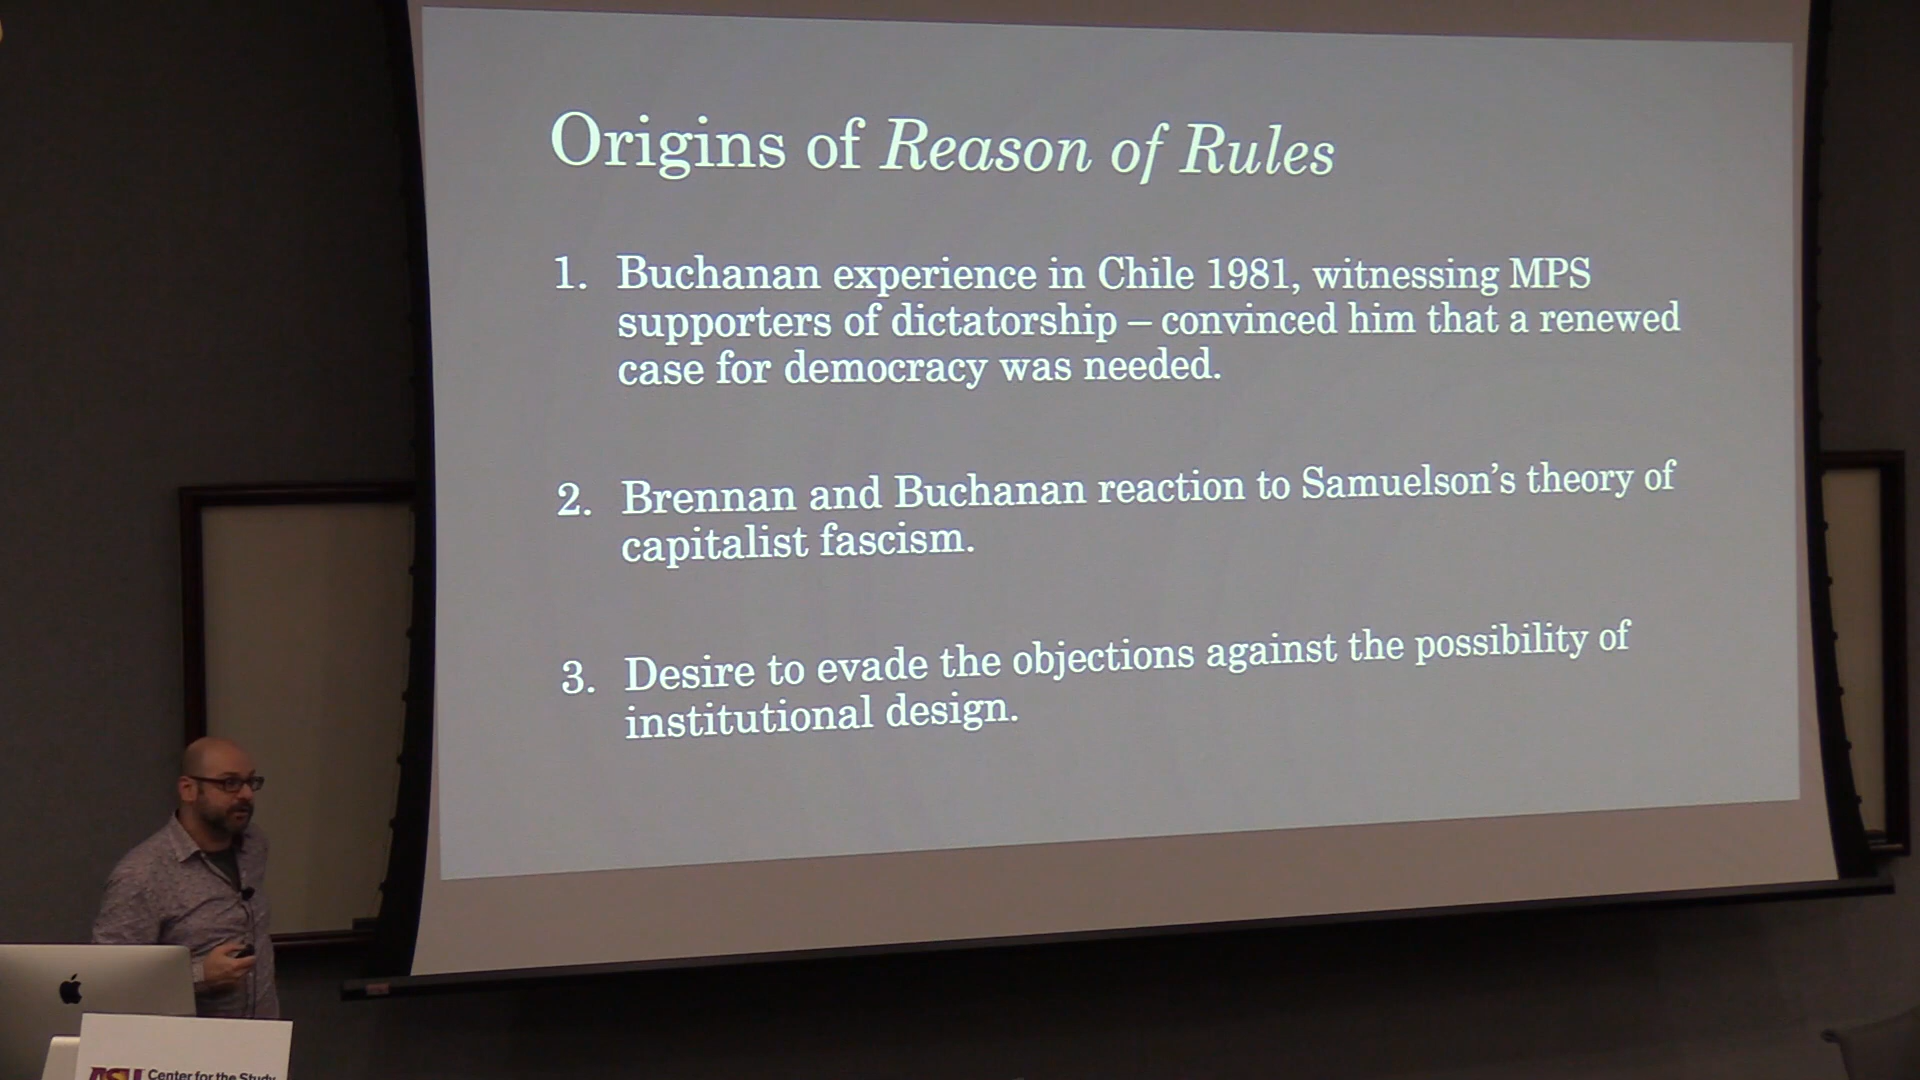 Origins of Reason of Rules
1. Buchanan experience in Chile 1981, witnessing MPS
supporters of dictatorship – convinced him that a renewed
case for democracy was needed.
2. Brennan and Buchanan reaction to Samuelson’s theory of
capitalist fascism.
3. Desire to evade the objections against the possibility of
institutional design.
ASU Center for the Study